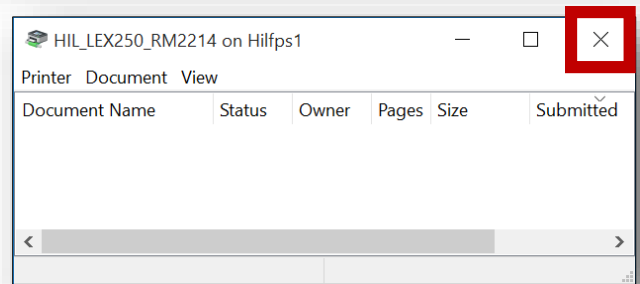 HIL_LEX250_RM2214 on Hilfps1
Printer Document View
Document Name Status Owner Pages Size Submitted